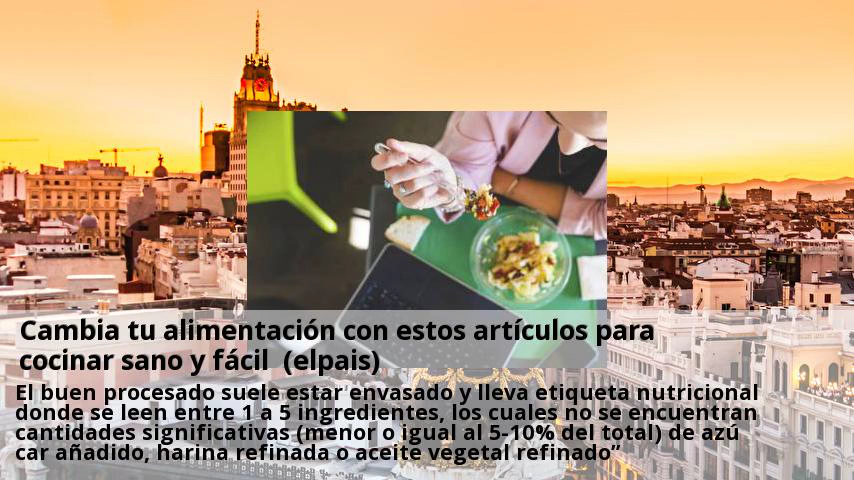 Cambia tu alimentación con estos artículos para
cocinar sano y fácil  (elpais)
El buen procesado suele estar envasado y lleva etiqueta nutricional
donde se leen entre 1 a 5 ingredientes, los cuales no se encuentran
cantidades significativas (menor o igual al 5-10% del total) de azú
car añadido, harina refinada o aceite vegetal refinado”